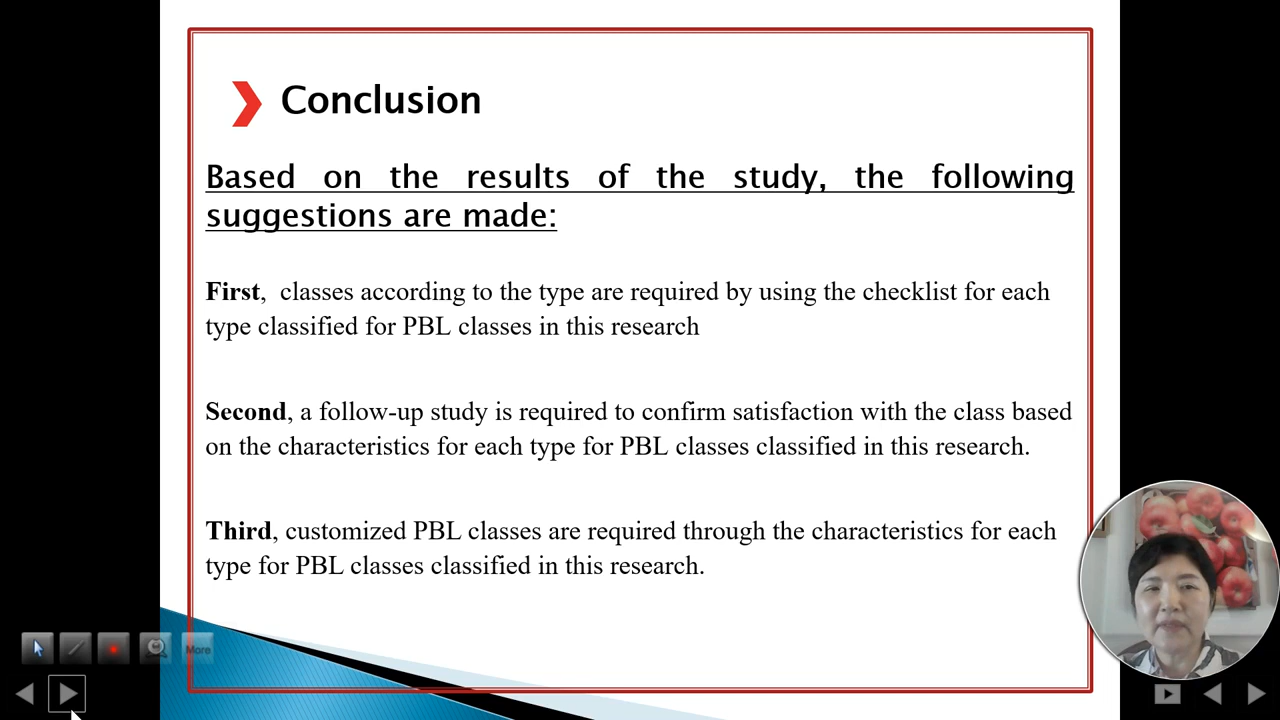 Conclusion
Based on the results of the study, the following
suggestions are made:
First,  classes according to the type are required by using the checklist for each
type classified for PBL classes in this research
Second, a follow-up study is required to confirm satisfaction with the class based
on the characteristics for each type for PBL classes classified in this research.
Third, customized PBL classes are required through the characteristics for each
type for PBL classes classified in this research.
More